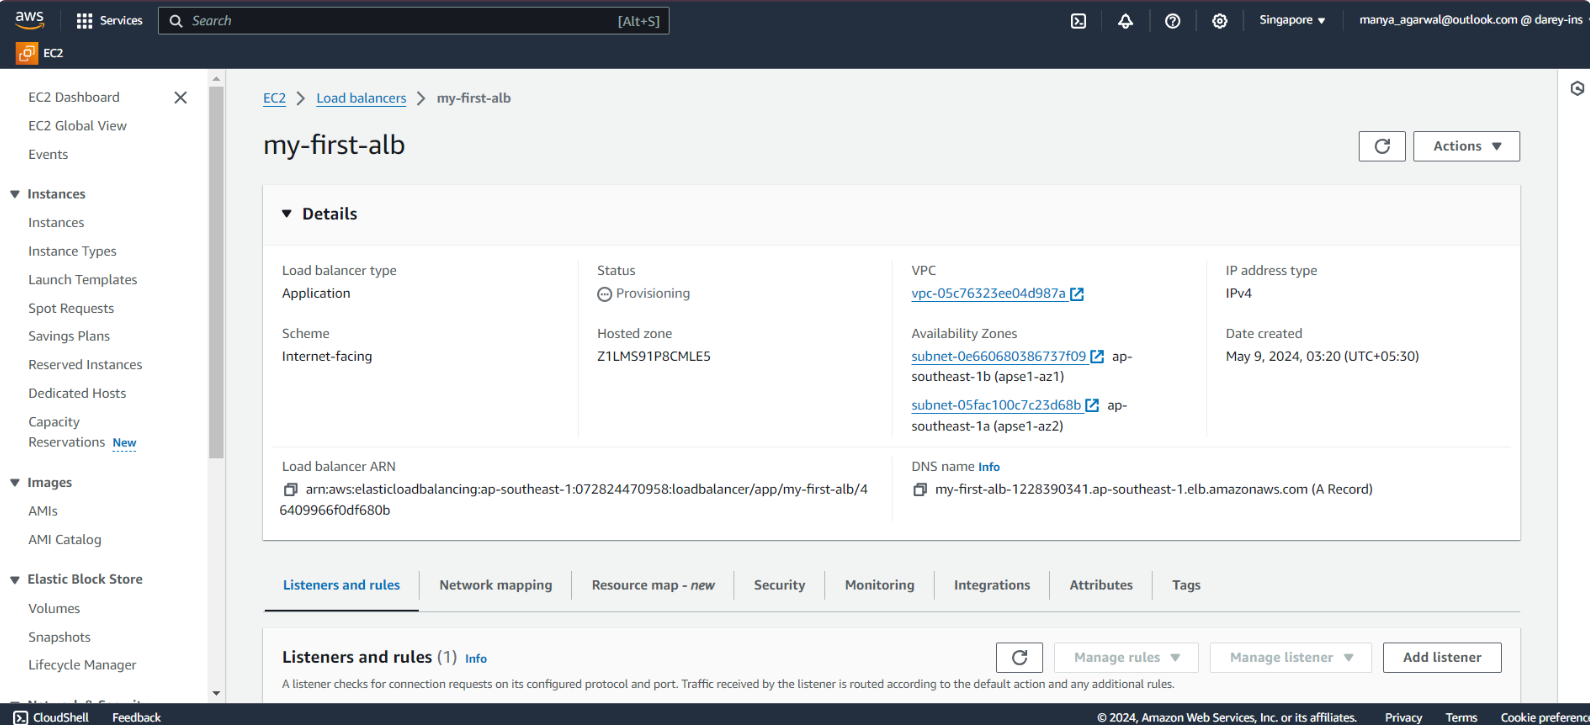 aws Services Search [Alt+S] Singapore ▼ manya_agarwal@outlook.com @ darey-ins
EC2
EC2 Dashboard
EC2 Global View
Events
Instances
Instances
Instance Types
Launch Templates
Spot Requests
Savings Plans
Reserved Instances
Dedicated Hosts
Capacity
Reservations New
Images
AMIs
AMI Catalog
Elastic Block Store
Volumes
Snapshots
Lifecycle Manager
EC2 > Load balancers > my-first-alb
my-first-alb
Actions ▼
Details
Load balancer type
Application
Status
Provisioning
VPC
vpc-05c76323ee04d987a
IP address type
IPv4
Scheme
Internet-facing
Hosted zone
Z1LMS91P8CMLE5
Availability Zones
subnet-0e660680386737f09 ap-
southeast-1b (apse1-az1)
subnet-05fac100c7c23d68b ap-
southeast-1a (apse1-az2)
Date created
May 9, 2024, 03:20 (UTC+05:30)
Load balancer ARN
arn:aws:elasticloadbalancing:ap-southeast-1:072824470958:loadbalancer/app/my-first-alb/4
6409966f0df680b
DNS name Info
my-first-alb-1228390341.ap-southeast-1.elb.amazonaws.com (A Record)
Listeners and rules Network mapping Resource map - new Security Monitoring Integrations Attributes Tags
Listeners and rules (1) Info
Manage rules ▼ Manage listener ▼ Add listener
A listener checks for connection requests on its configured protocol and port. Traffic received by the listener is routed according to the default action and any additional rules.
CloudShell Feedback © 2024, Amazon Web Services, Inc. or its affiliates. Privacy Terms Cookie preferenc